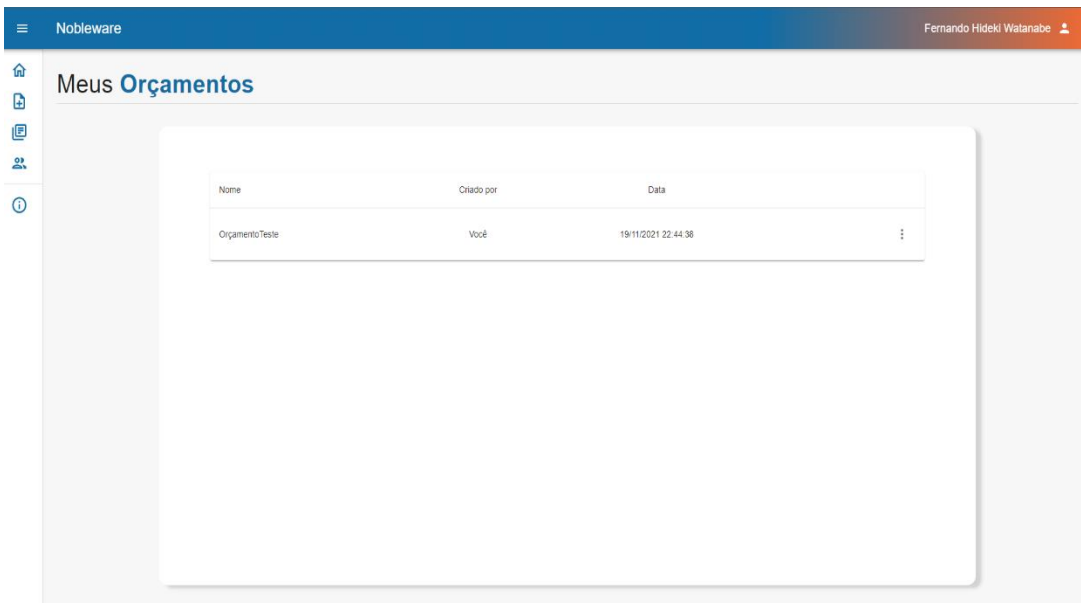 Nobleware
Fernando Hideki Watanabe
Meus Orçamentos
Nome Criado por Data
OrçamentoTeste Você 19/11/2021 22:44:38